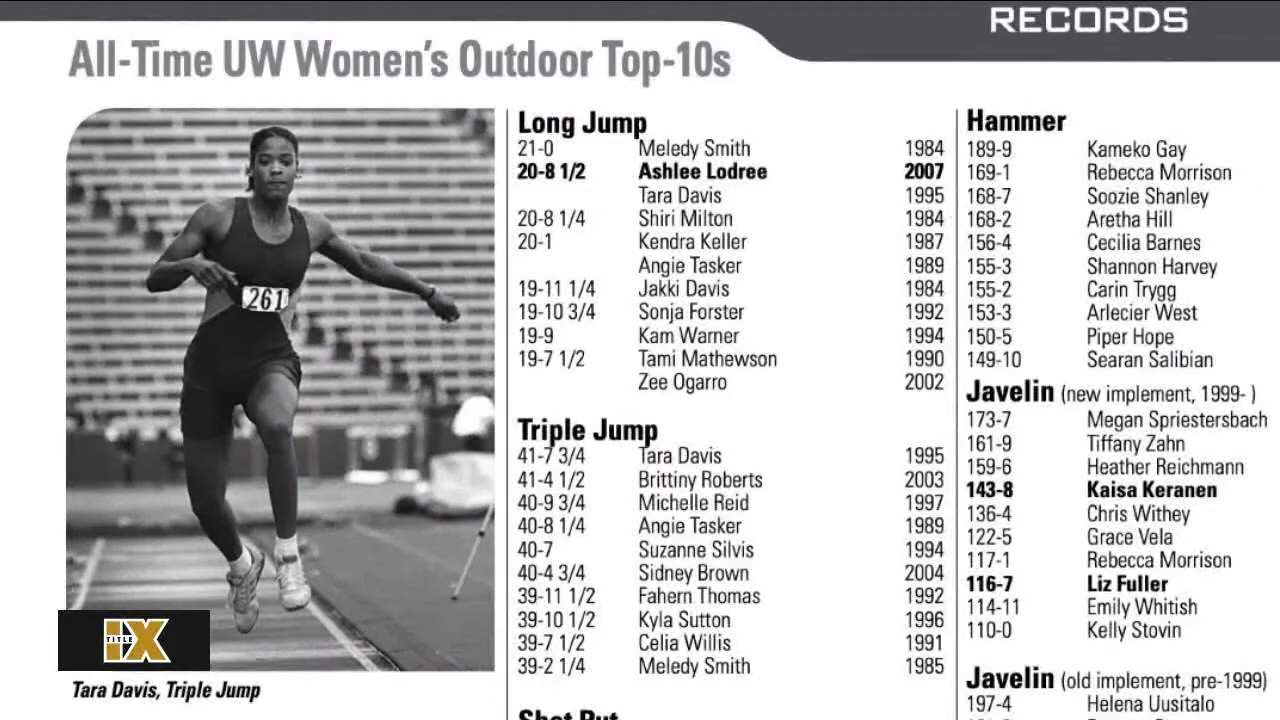 RECORDS
All-Time UW Women's Outdoor Top-10s
261
TITLE IX
Tara Davis, Triple Jump
Long Jump
21-0 Meledy Smith 1984
20-8 1/2 Ashlee Lodree 2007
Tara Davis 1995
20-8 1/4 Shiri Milton 1984
20-1 Kendra Keller 1987
Angie Tasker 1989
19-11 1/4 Jakki Davis 1984
19-10 3/4 Sonja Forster 1992
19-9 Kam Warner 1994
19-7 1/2 Tami Mathewson 1990
Zee Ogarro 2002
Triple Jump
41-7 3/4 Tara Davis 1995
41-4 1/2 Brittiny Roberts 2003
40-9 3/4 Michelle Reid 1997
40-8 1/4 Angie Tasker 1989
40-7 Suzanne Silvis 1994
40-4 3/4 Sidney Brown 2004
39-11 1/2 Fahern Thomas 1992
39-10 1/2 Kyla Sutton 1996
39-7 1/2 Celia Willis 1991
39-2 1/4 Meledy Smith 1985
Shot Put
Hammer
189-9 Kameko Gay
169-1 Rebecca Morrison
168-7 Soozie Shanley
168-2 Aretha Hill
156-4 Cecilia Barnes
155-3 Shannon Harvey
155-2 Carin Trygg
153-3 Arlecier West
150-5 Piper Hope
149-10 Searan Salibian
Javelin (new implement, 1999- )
173-7 Megan Spriestersbach
161-9 Tiffany Zahn
159-6 Heather Reichmann
143-8 Kaisa Keranen
136-4 Chris Withey
122-5 Grace Vela
117-1 Rebecca Morrison
116-7 Liz Fuller
114-11 Emily Whitish
110-0 Kelly Stovin
Javelin (old implement, pre-1999)
197-4 Helena Uusitalo